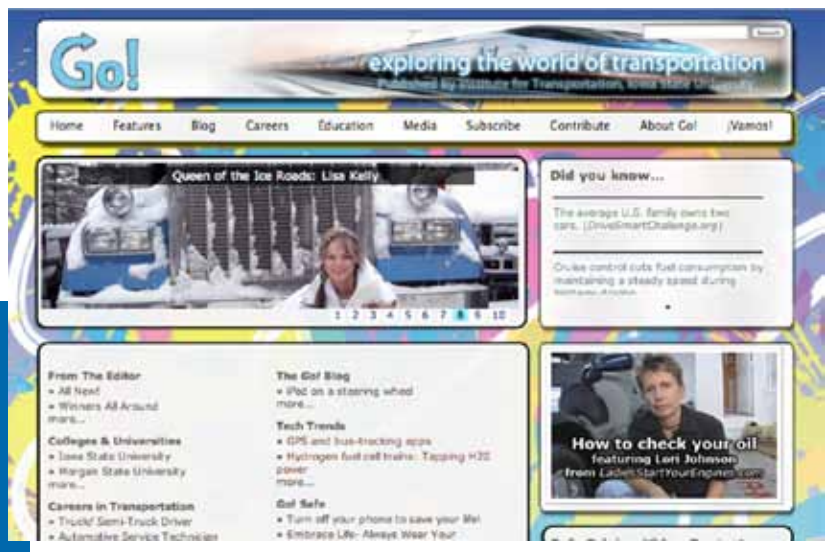 Go!
Search
exploring the world of transportation
Published by Institute for Transportation, Iowa State University
Home Features Blog Careers Education Media Subscribe Contribute About Go! ¡Vamos!
Queen of the Ice Roads: Lisa Kelly
1 2 3 4 5 6 7 8 9 10
Did you know...
The average U.S. family owns two
cars. (DriveSmartChallenge.org)
Cruise control cuts fuel consumption by
maintaining a steady speed during
From The Editor
• All New!
• Winners All Around
more...
Colleges & Universities
• Iowa State University
• Morgan State University
more...
Careers in Transportation
• Truck/ Semi-Truck Driver
• Automotive Service Technician
The Go! Blog
• iPad on a steering wheel
more...
Tech Trends
• GPS and bus-tracking apps
• Hydrogen fuel cell trains: Tapping H2O
power
more...
Go! Safe
• Turn off your phone to save your life!
• Embrace Life- Always Wear Your
How to check your oil
featuring Lori Johnson
from LadiesStartYourEngines.com